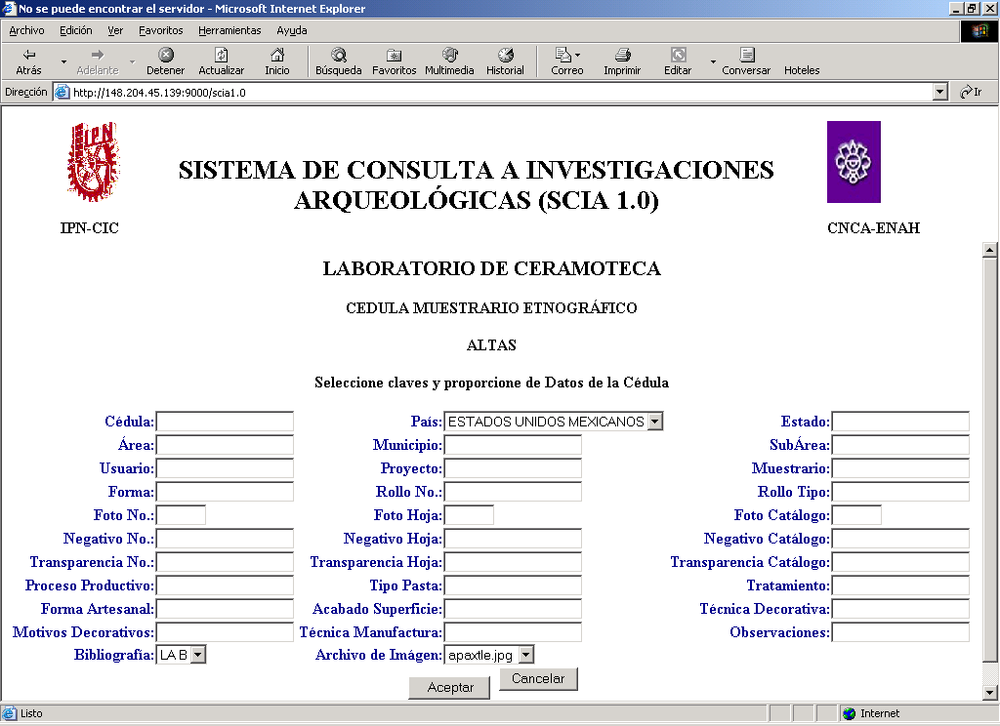 No se puede encontrar el servidor - Microsoft Internet Explorer
Archivo Edición Ver Favoritos Herramientas Ayuda
Atrás Adelante Detener Actualizar Inicio Búsqueda Favoritos Multimedia Historial Correo Imprimir Editar Conversar Hoteles
Dirección http://148.204.45.139:9000/scia1.0 Ir
IPN
SISTEMA DE CONSULTA A INVESTIGACIONES
ARQUEOLÓGICAS (SCIA 1.0)
IPN-CIC CNCA-ENAH
LABORATORIO DE CERAMOTECA
CEDULA MUESTRARIO ETNOGRÁFICO
ALTAS
Seleccione claves y proporcione de Datos de la Cédula
Cédula: País: ESTADOS UNIDOS MEXICANOS Estado:
Área: Municipio: SubÁrea:
Usuario: Proyecto: Muestrario:
Forma: Rollo No.: Rollo Tipo:
Foto No.: Foto Hoja: Foto Catálogo:
Negativo No.: Negativo Hoja: Negativo Catálogo:
Transparencia No.: Transparencia Hoja: Transparencia Catálogo:
Proceso Productivo: Tipo Pasta: Tratamiento:
Forma Artesanal: Acabado Superficie: Técnica Decorativa:
Motivos Decorativos: Técnica Manufactura: Observaciones:
Bibliografía: LA B Archivo de Imágen: apaxtle.jpg
Aceptar Cancelar
Listo Internet